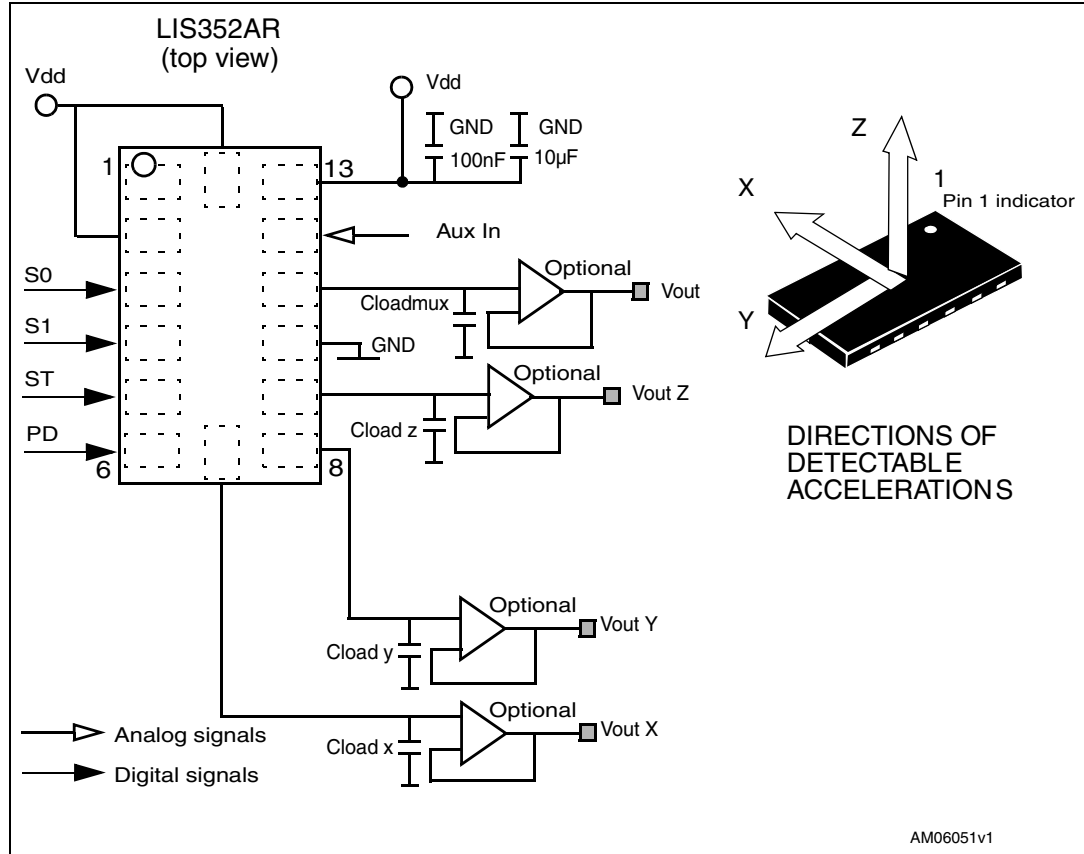 LIS352AR
(top view)
Vdd
Vdd
GND
GND
100nF
10µF
1
13
Aux In
S0
Cloadmux
Optional
Vout
S1
GND
ST
Optional
Vout Z
Cload z
PD
6
8
Optional
Vout Y
Cload y
Optional
Vout X
Cload x
Analog signals
Digital signals
Z
X
1
Pin 1 indicator
Y
DIRECTIONS OF
DETECTABLE
ACCELERATIONS
AM06051v1